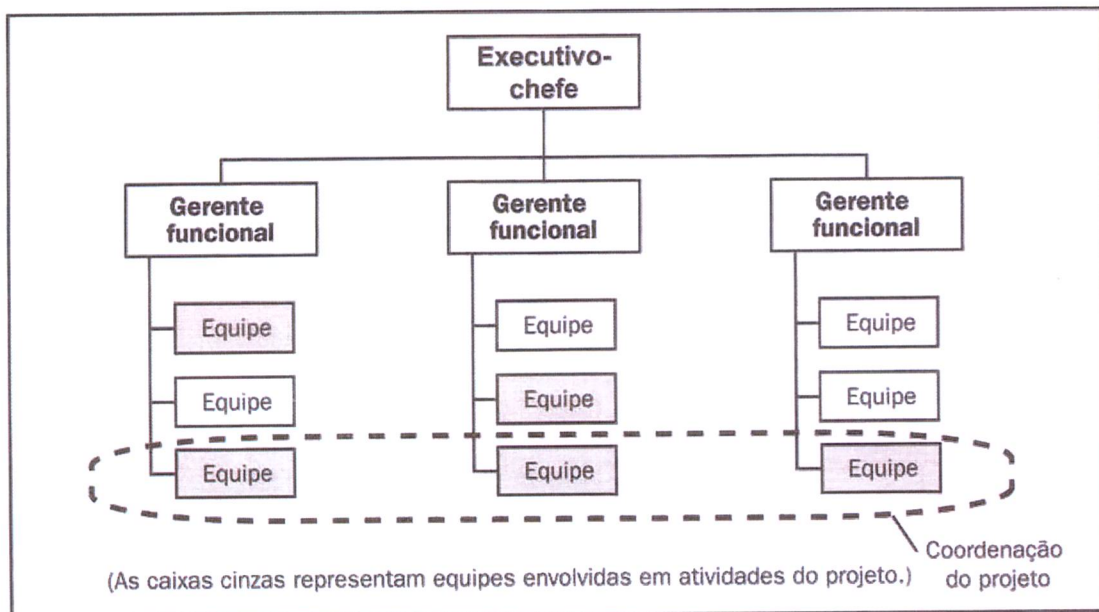 Executivo-
chefe
Gerente
funcional
Gerente
funcional
Gerente
funcional
Equipe
Equipe
Equipe
Equipe
Equipe
Equipe
Equipe
Equipe
Equipe
Coordenação
do projeto
(As caixas cinzas representam equipes envolvidas em atividades do projeto.)